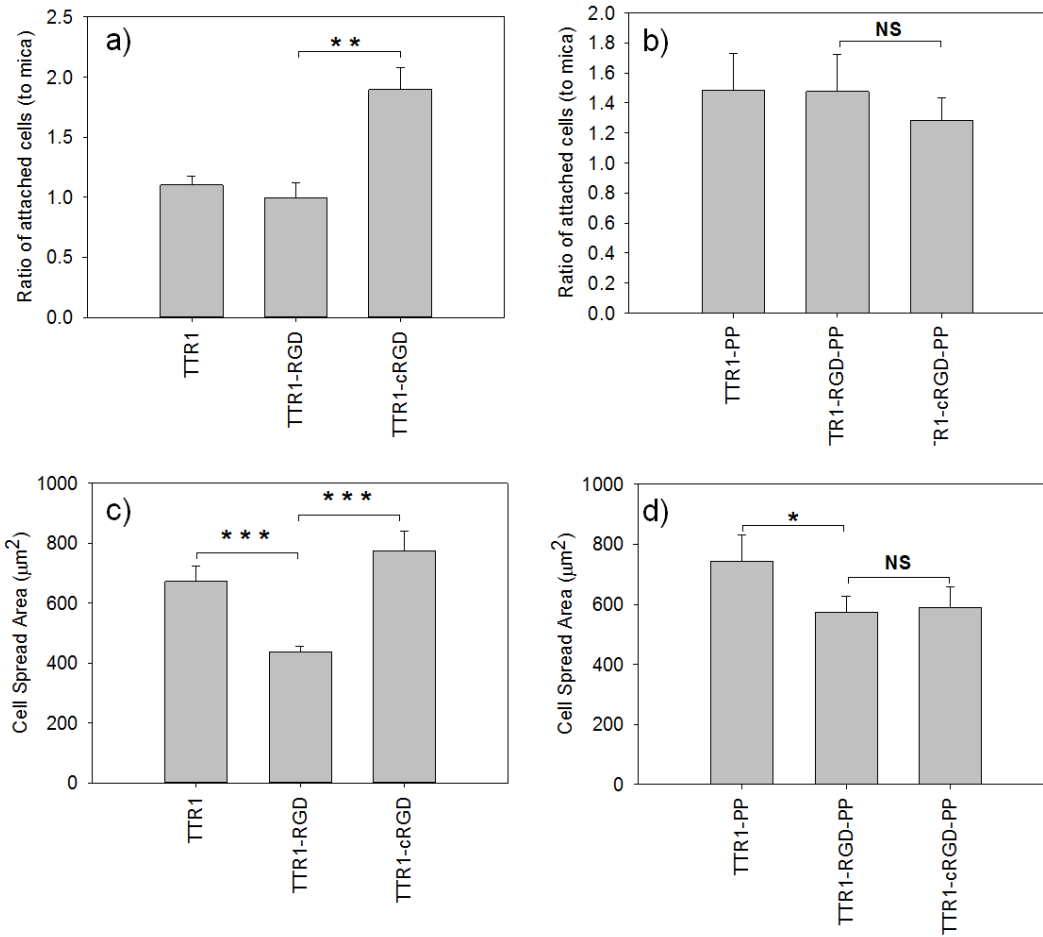 a)
Ratio of attached cells (to mica)
2.5
2.0
1.5
1.0
0.5
0.0
* *
TTR1
TTR1-RGD
TTR1-cRGD
b)
Ratio of attached cells (to mica)
2.0
1.8
1.6
1.4
1.2
1.0
0.8
0.6
0.4
0.2
0.0
NS
TTR1-PP
TR1-RGD-PP
R1-cRGD-PP
c)
Cell Spread Area (μm²)
1000
800
600
400
200
0
* * *
* * *
TTR1
TTR1-RGD
TTR1-cRGD
d)
Cell Spread Area (μm²)
1000
800
600
400
200
0
*
NS
TTR1-PP
TTR1-RGD-PP
TTR1-cRGD-PP